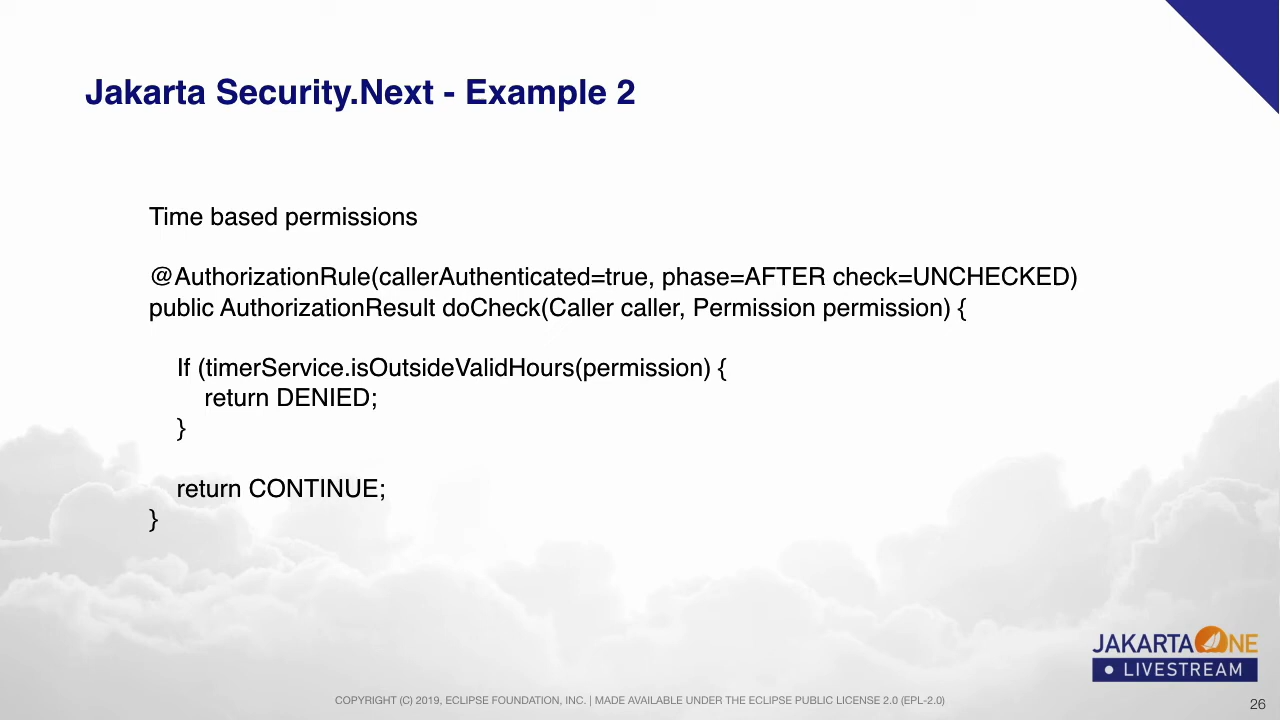 Jakarta Security.Next - Example 2
Time based permissions
@AuthorizationRule(callerAuthenticated=true, phase=AFTER check=UNCHECKED)
public AuthorizationResult doCheck(Caller caller, Permission permission) {
If (timerService.isOutsideValidHours(permission) {
return DENIED;
}
return CONTINUE;
}
JAKARTA ONE
LIVESTREAM
COPYRIGHT (C) 2019, ECLIPSE FOUNDATION, INC. | MADE AVAILABLE UNDER THE ECLIPSE PUBLIC LICENSE 2.0 (EPL-2.0)
26